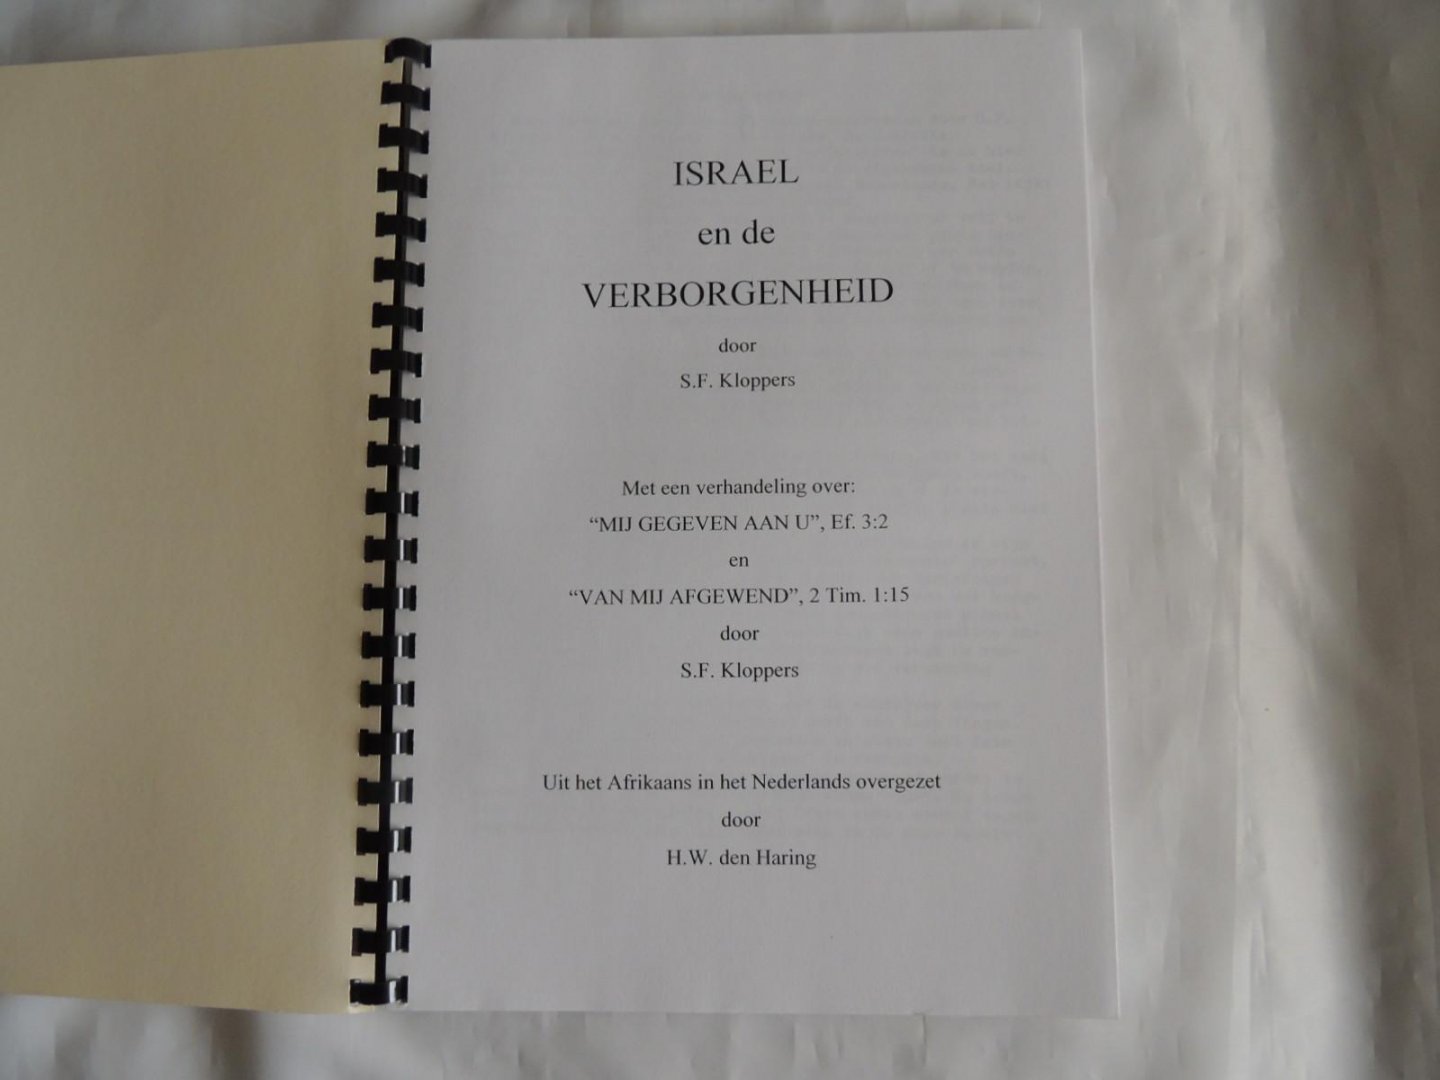 ISRAEL
en de
VERBORGENHEID
door
S.F. Kloppers
Met een verhandeling over:
“MIJ GEGEVEN AAN U”, Ef. 3:2
en
“VAN MIJ AFGEWEND”, 2 Tim. 1:15
door
S.F. Kloppers
Uit het Afrikaans in het Nederlands overgezet
door
H.W. den Haring